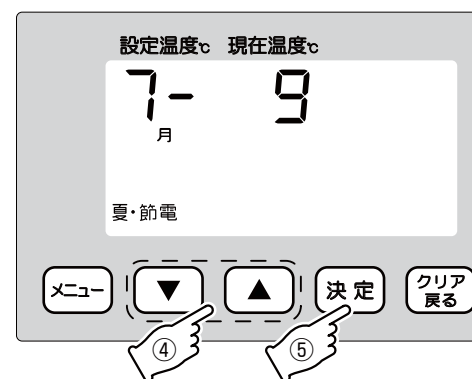 設定温度℃ 現在温度℃
7- 9
月
夏・節電
メニュー ▼ ▲ 決定 クリア
戻る
④ ⑤